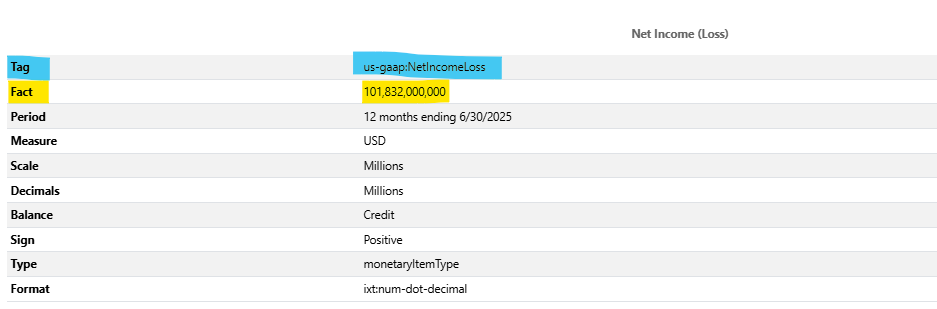 Net Income (Loss)
Tag us-gaap:NetIncomeLoss
Fact 101,832,000,000
Period 12 months ending 6/30/2025
Measure USD
Scale Millions
Decimals Millions
Balance Credit
Sign Positive
Type monetaryItemType
Format ixt:num-dot-decimal